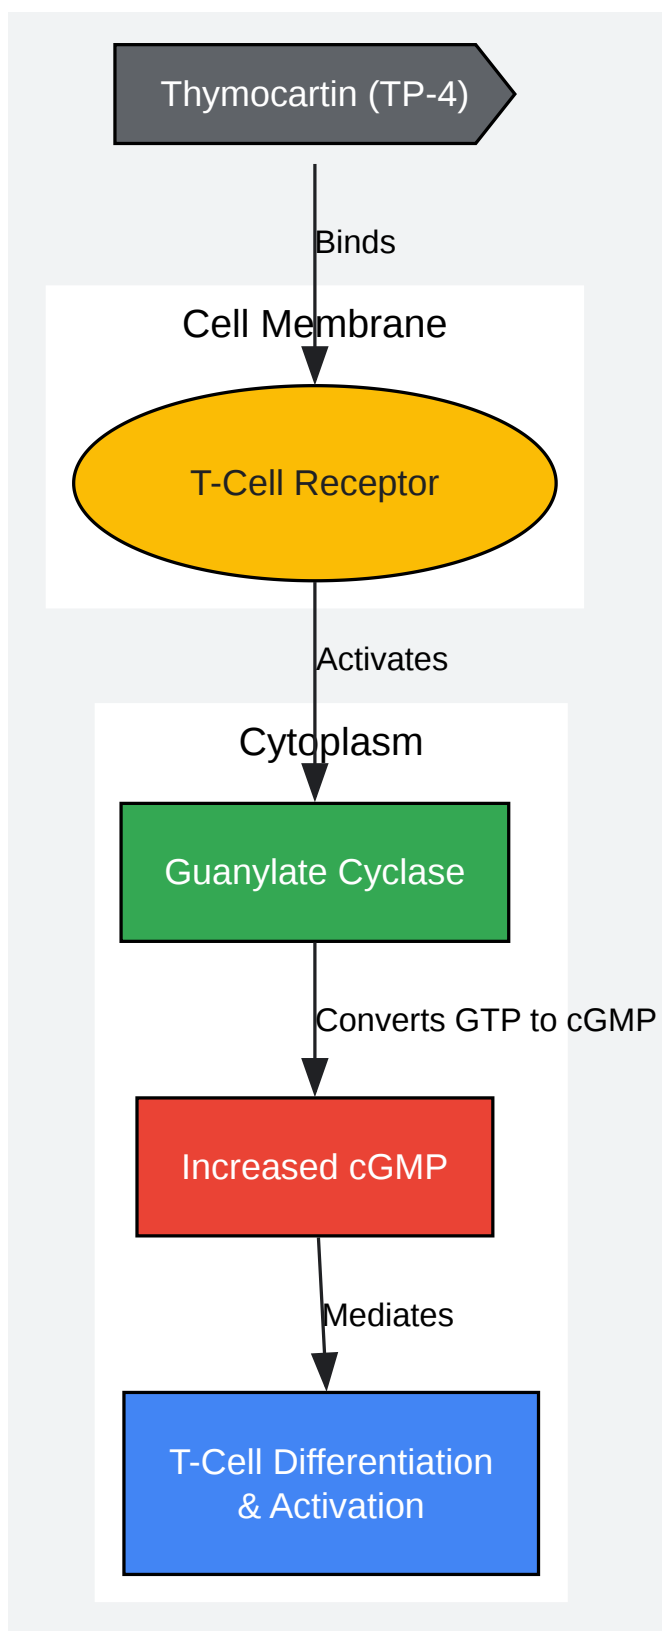 Thymocartin (TP-4)
Binds
Cell Membrane
T-Cell Receptor
Activates
Cytoplasm
Guanylate Cyclase
Converts GTP to cGMP
Increased cGMP
Mediates
T-Cell Differentiation
& Activation